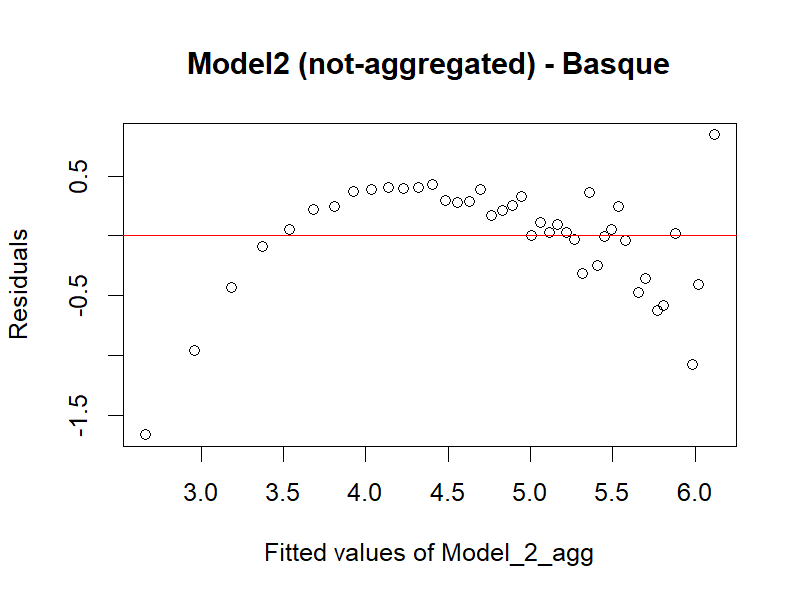 Model2 (not-aggregated) - Basque
Residuals
0.5
-0.5
-1.5
3.0 3.5 4.0 4.5 5.0 5.5 6.0
Fitted values of Model_2_agg